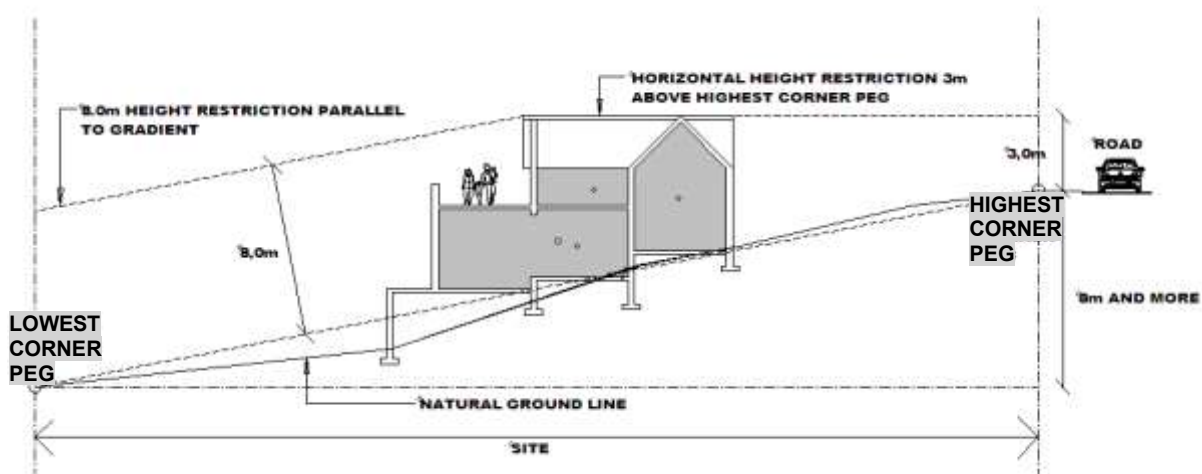 HORIZONTAL HEIGHT RESTRICTION 3m
ABOVE HIGHEST CORNER PEG
8.0m HEIGHT RESTRICTION PARALLEL
TO GRADIENT
ROAD
3,0m
HIGHEST
CORNER
PEG
8,0m
8m AND MORE
LOWEST
CORNER
PEG
NATURAL GROUND LINE
SITE